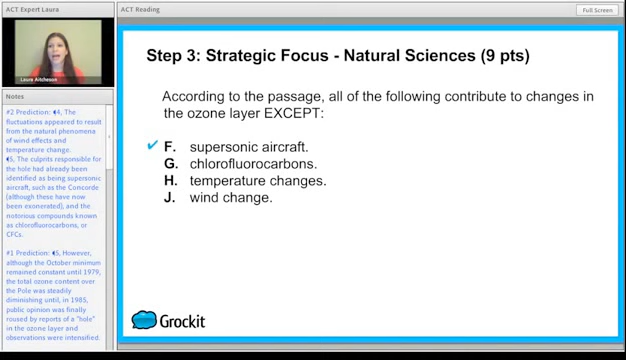 ACT Expert Laura
ACT Reading
Full Screen
Laura Aitcheson
Notes
#2 Prediction: ¶4, The
fluctuations appeared to result
from the natural phenomena
of wind effects and
temperature change.
¶5, The culprits responsible for
the hole had already been
identified as being supersonic
aircraft, such as the Concorde
(although these have now
been exonerated), and the
notorious compounds known
as chlorofluorocarbons, or
CFCs.
#1 Prediction: ¶5, However,
although the October minimum
remained constant until 1979,
the total ozone content over
the Pole was steadily
diminishing until, in 1985,
public opinion was finally
roused by reports of a "hole"
in the ozone layer and
observations were intensified.
Step 3: Strategic Focus - Natural Sciences (9 pts)
According to the passage, all of the following contribute to changes in
the ozone layer EXCEPT:
F. supersonic aircraft.
G. chlorofluorocarbons.
H. temperature changes.
J. wind change.
Grockit